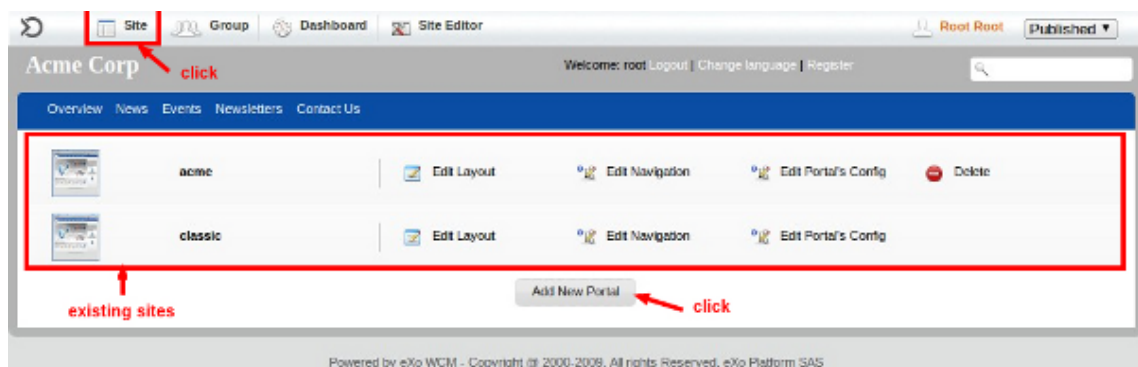 Site Group Dashboard Site Editor Root Root Published ▼
Acme Corp click Welcome: root Logout | Change language | Register
Overview News Events Newsletters Contact Us
acme Edit Layout Edit Navigation Edit Portal's Config Delete
classic Edit Layout Edit Navigation Edit Portal's Config
Add New Portal click
existing sites
Powered by eXo WCM - Copyright @ 2000-2009. All rights Reserved, eXo Platform SAS